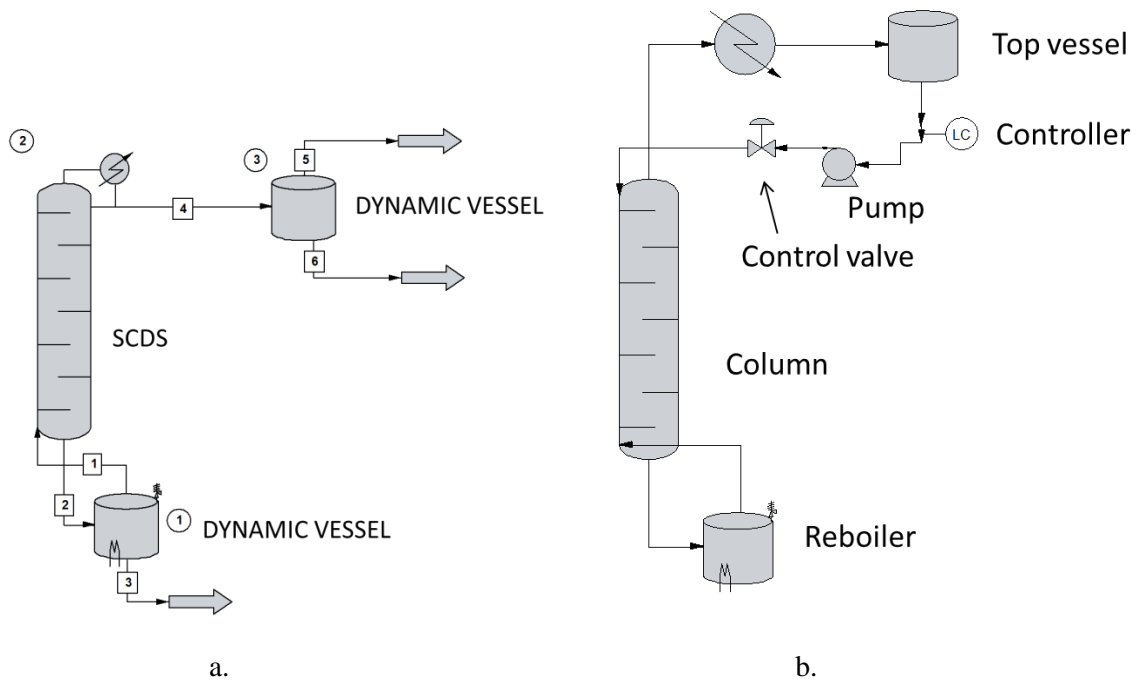 2
3
5
4
DYNAMIC VESSEL
6
SCDS
1
2
1
DYNAMIC VESSEL
3
a.
Top vessel
LC
Controller
Pump
Control valve
Column
Reboiler
b.